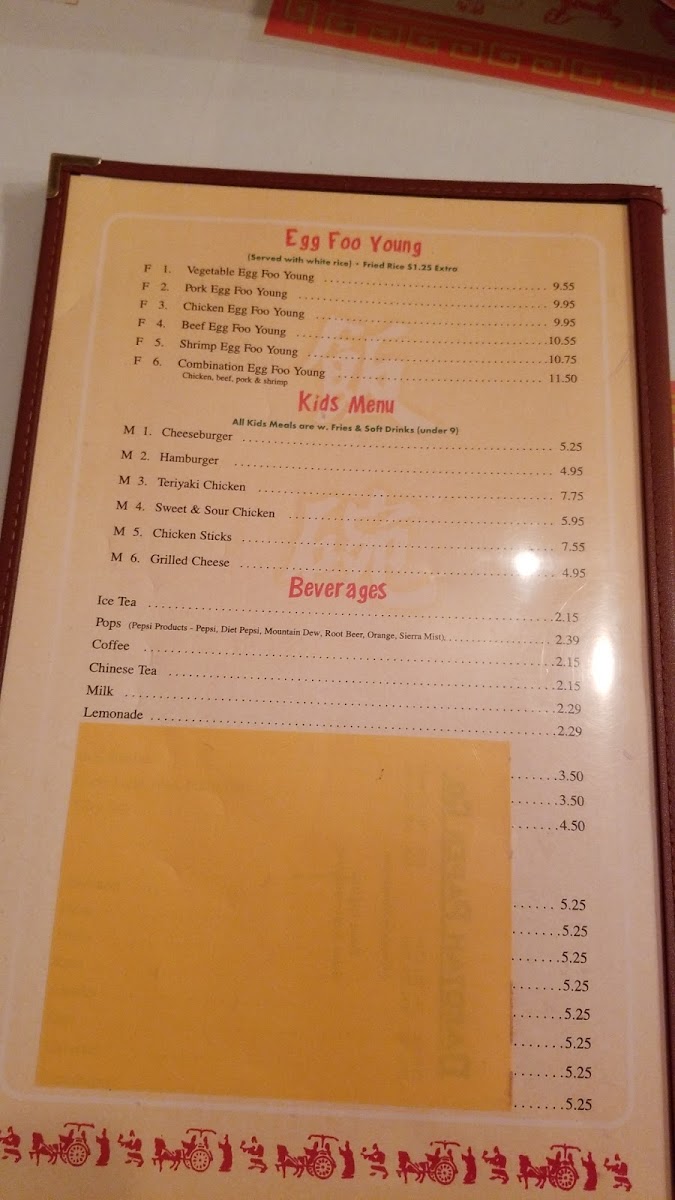 Egg Foo Young
(Served with white rice) - Fried Rice $1.25 Extra
F 1. Vegetable Egg Foo Young 9.55
F 2. Pork Egg Foo Young 9.95
F 3. Chicken Egg Foo Young 9.95
F 4. Beef Egg Foo Young 10.55
F 5. Shrimp Egg Foo Young 10.75
F 6. Combination Egg Foo Young 11.50
Chicken, beef, pork & shrimp
Kids Menu
All Kids Meals are w. Fries & Soft Drinks (under 9)
M 1. Cheeseburger 5.25
M 2. Hamburger 4.95
M 3. Teriyaki Chicken 7.75
M 4. Sweet & Sour Chicken 5.95
M 5. Chicken Sticks 7.55
M 6. Grilled Cheese 4.95
Beverages
Ice Tea 2.15
Pops (Pepsi Products - Pepsi, Diet Pepsi, Mountain Dew, Root Beer, Orange, Sierra Mist), 2.39
Coffee 2.15
Chinese Tea 2.15
Milk 2.29
Lemonade 2.29
3.50
3.50
4.50
5.25
5.25
5.25
5.25
5.25
5.25
5.25
5.25